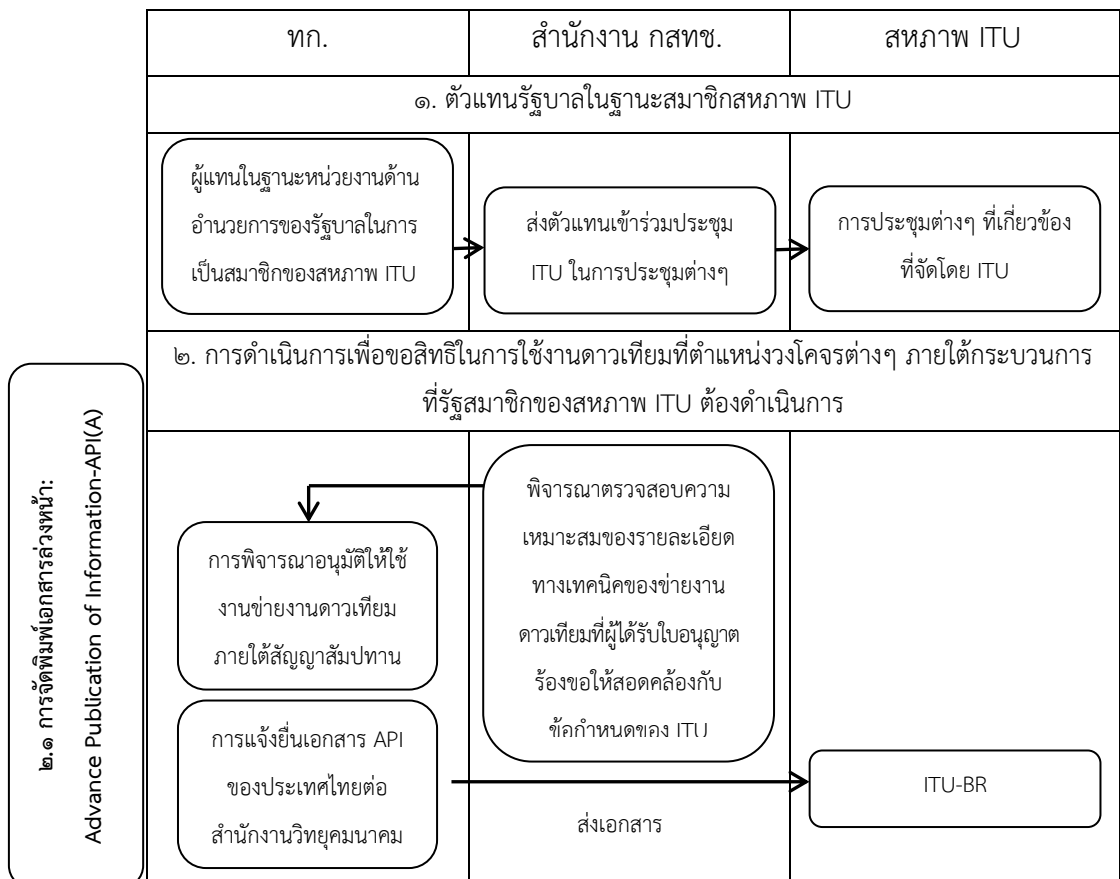 ทก.
สำนักงาน กสทช.
สหภาพ ITU
๑. ตัวแทนรัฐบาลในฐานะสมาชิกสหภาพ ITU
ผู้แทนในฐานะหน่วยงานด้าน
อำนวยการของรัฐบาลในการ
เป็นสมาชิกของสหภาพ ITU
ส่งตัวแทนเข้าร่วมประชุม
ITU ในการประชุมต่างๆ
การประชุมต่างๆ ที่เกี่ยวข้อง
ที่จัดโดย ITU
๒. การดำเนินการเพื่อขอสิทธิในการใช้งานดาวเทียมที่ตำแหน่งวงโคจรต่างๆ ภายใต้กระบวนการ
ที่รัฐสมาชิกของสหภาพ ITU ต้องดำเนินการ
๒.๑ การจัดพิมพ์เอกสารล่วงหน้า:
Advance Publication of Information-API(A)
การพิจารณาอนุมัติให้ใช้
งานข่ายงานดาวเทียม
ภายใต้สัญญาสัมปทาน
พิจารณาตรวจสอบความ
เหมาะสมของรายละเอียด
ทางเทคนิคของข่ายงาน
ดาวเทียมที่ผู้ได้รับใบอนุญาต
ร้องขอให้สอดคล้องกับ
ข้อกำหนดของ ITU
การแจ้งยื่นเอกสาร API
ของประเทศไทยต่อ
สำนักงานวิทยุคมนาคม
ส่งเอกสาร
ITU-BR